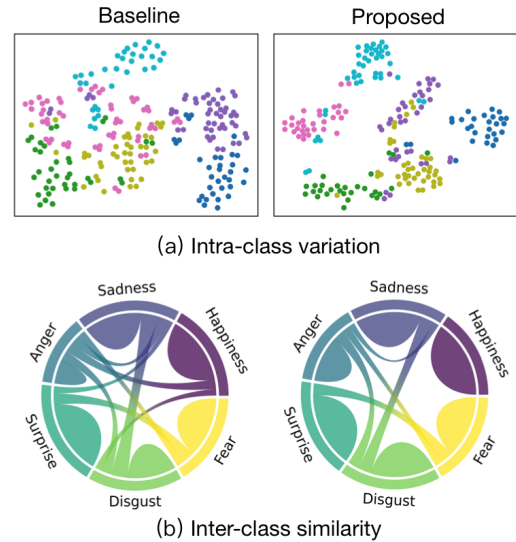 Baseline
Proposed
(a) Intra-class variation
Sadness
Happiness
Fear
Disgust
Surprise
Anger
Sadness
Happiness
Fear
Disgust
Surprise
Anger
(b) Inter-class similarity